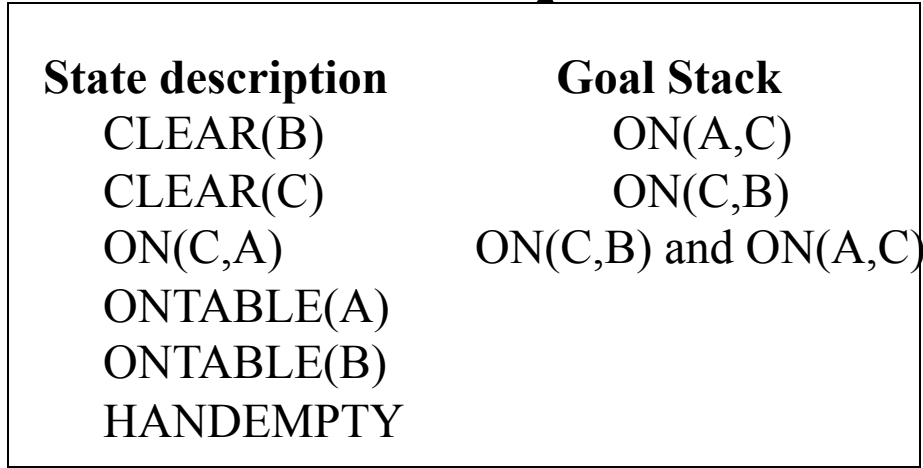 State description Goal Stack
CLEAR(B) ON(A,C)
CLEAR(C) ON(C,B)
ON(C,A) ON(C,B) and ON(A,C)
ONTABLE(A)
ONTABLE(B)
HANDEMPTY